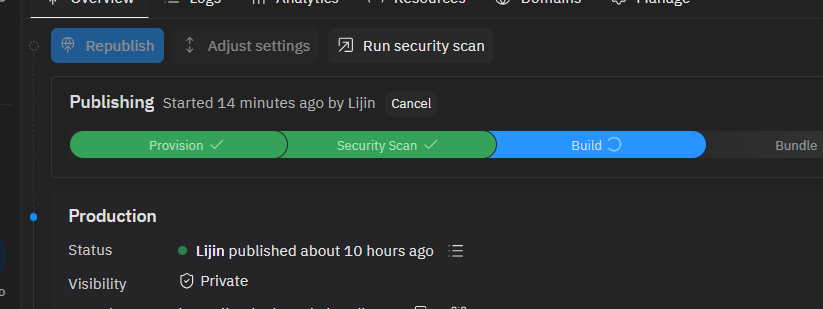 Overview Logs Analytics Resources Domains Manage
Republish Adjust settings Run security scan
Publishing Started 14 minutes ago by Lijin Cancel
Provision Security Scan Build Bundle
Production
Status Lijin published about 10 hours ago
Visibility Private